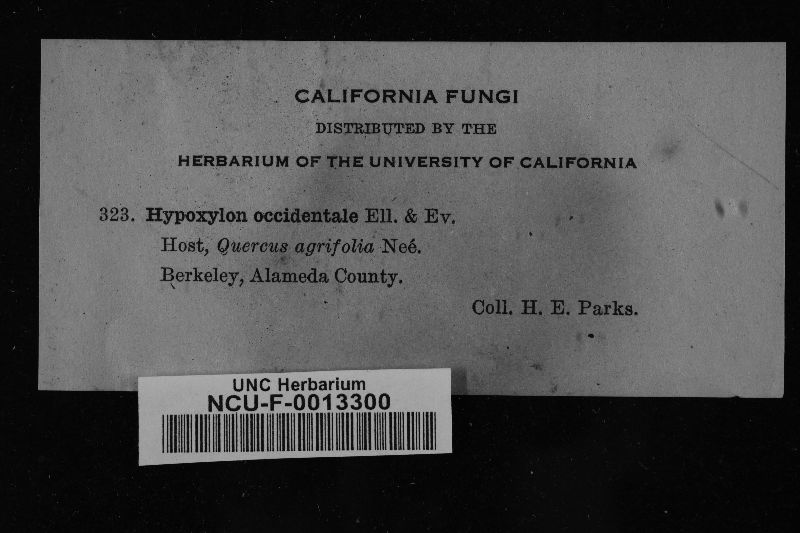 CALIFORNIA FUNGI
DISTRIBUTED BY THE
HERBARIUM OF THE UNIVERSITY OF CALIFORNIA
323. Hypoxylon occidentale Ell. & Ev.
Host, Quercus agrifolia Neé.
Berkeley, Alameda County.
Coll. H. E. Parks.
UNC Herbarium
NCU-F-0013300